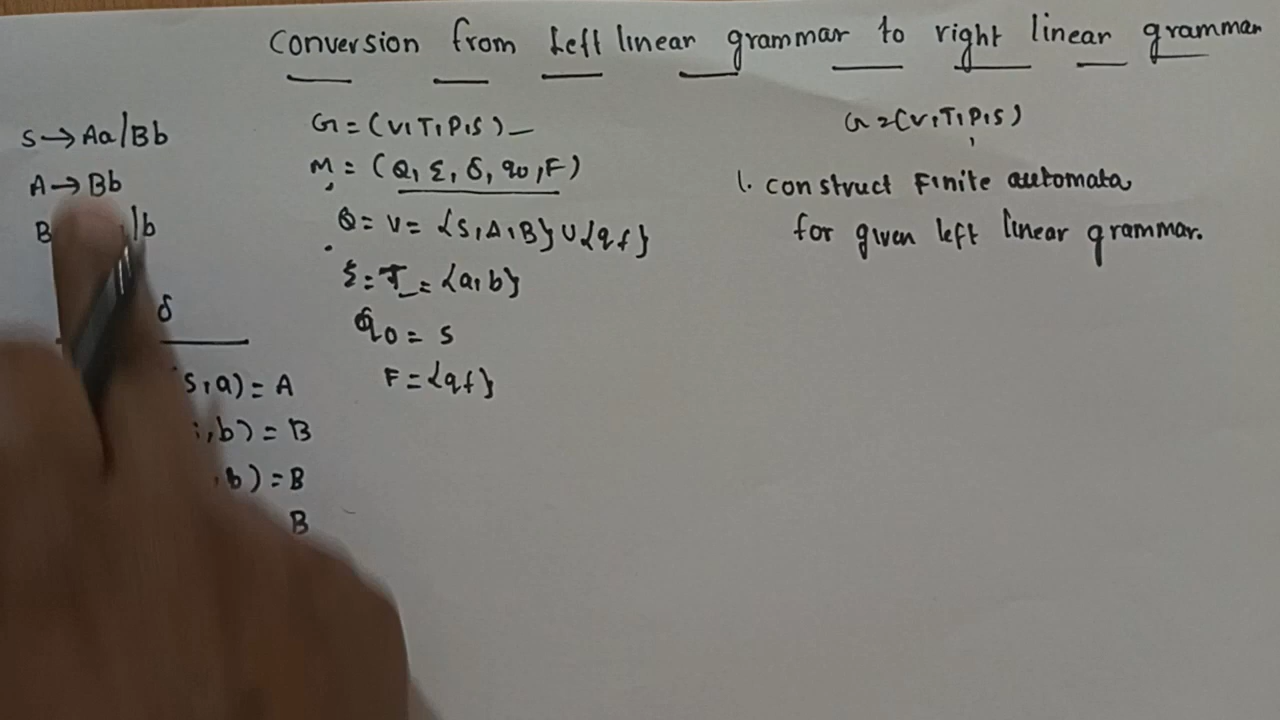 Conversion from Left linear grammar to right linear grammar
S → Aa/Bb
A → Bb
B /b
δ
s,a) = A
,b) = B
,b) = B
B
G = (V,T,P,S)
M = (Q, Σ, δ, q0, F)
Q = V = {S,A,B} ∪ {qf}
Σ = T = {a,b}
q0 = S
F = {qf}
G = (V,T,P,S)
1. construct Finite automata
for given left linear grammar.